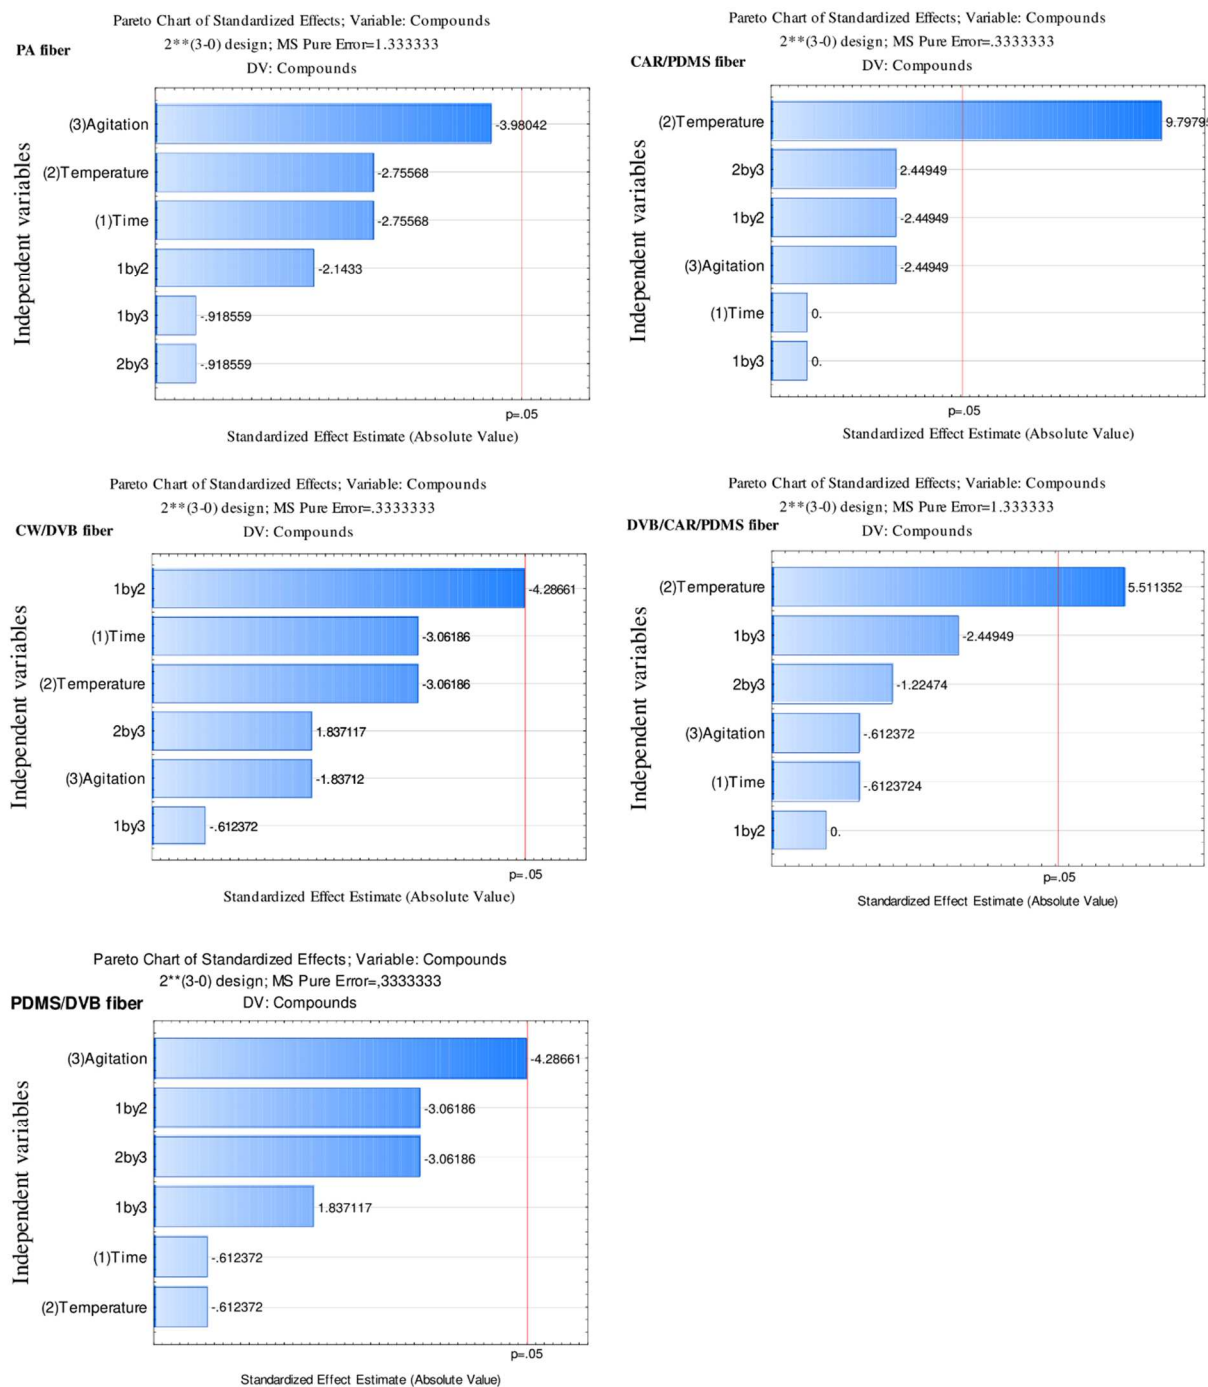 Pareto Chart of Standardized Effects; Variable: Compounds
2**(3-0) design; MS Pure Error=1.333333
PA fiber
DV: Compounds
Independent variables
(3)Agitation
-3.98042
(2)Temperature
-2.75568
(1)Time
-2.75568
1by2
-2.1433
1by3
-.918559
2by3
-.918559
p=.05
Standardized Effect Estimate (Absolute Value)
Pareto Chart of Standardized Effects; Variable: Compounds
2**(3-0) design; MS Pure Error=.3333333
CAR/PDMS fiber
DV: Compounds
Independent variables
(2)Temperature
9.79795
2by3
2.44949
1by2
-2.44949
(3)Agitation
-2.44949
(1)Time
0.
1by3
0.
p=.05
Standardized Effect Estimate (Absolute Value)
Pareto Chart of Standardized Effects; Variable: Compounds
2**(3-0) design; MS Pure Error=.3333333
CW/DVB fiber
DV: Compounds
Independent variables
1by2
-4.28661
(1)Time
-3.06186
(2)Temperature
-3.06186
2by3
1.837117
(3)Agitation
-1.83712
1by3
-.612372
p=.05
Standardized Effect Estimate (Absolute Value)
Pareto Chart of Standardized Effects; Variable: Compounds
2**(3-0) design; MS Pure Error=1.333333
DVB/CAR/PDMS fiber
DV: Compounds
Independent variables
(2)Temperature
5.511352
1by3
-2.44949
2by3
-1.22474
(3)Agitation
-.612372
(1)Time
-.6123724
1by2
0.
p=.05
Standardized Effect Estimate (Absolute Value)
Pareto Chart of Standardized Effects; Variable: Compounds
2**(3-0) design; MS Pure Error=,3333333
PDMS/DVB fiber
DV: Compounds
Independent variables
(3)Agitation
-4.28661
1by2
-3.06186
2by3
-3.06186
1by3
1.837117
(1)Time
-.612372
(2)Temperature
-.612372
p=.05
Standardized Effect Estimate (Absolute Value)